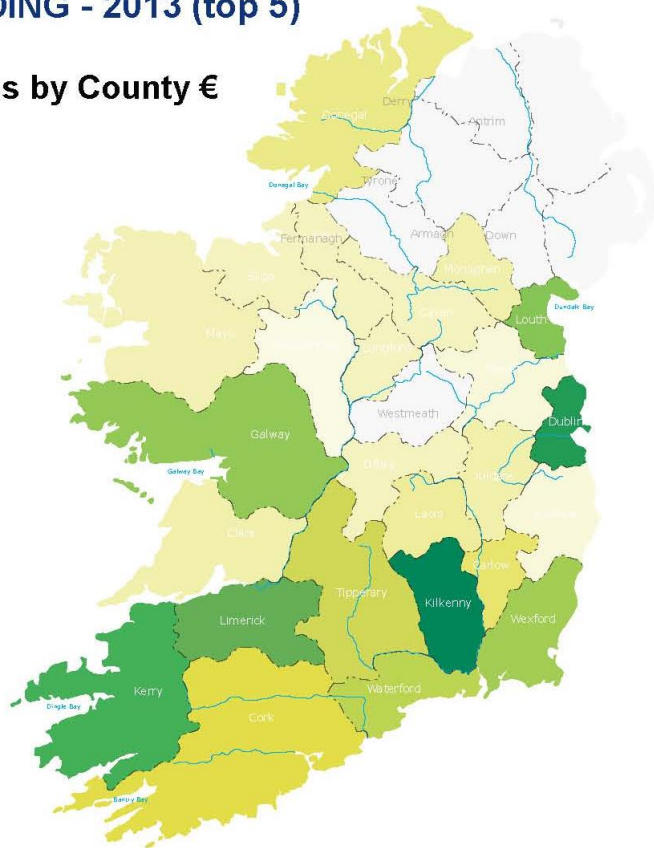 DING - 2013 (top 5)
s by County €
Derry
Donegal
Antrim
Donegal Bay
Tyrone
Fermanagh
Armagh
Down
Monaghan
Sligo
Cavan
Dundalk Bay
Louth
Mayo
Longford
Dublin
Westmeath
Galway
Galway Bay
Offaly
Kildare
Laois
Clare
Carlow
Tipperary
Kilkenny
Limerick
Wexford
Kerry
Waterford
Dingle Bay
Cork
Bantry Bay